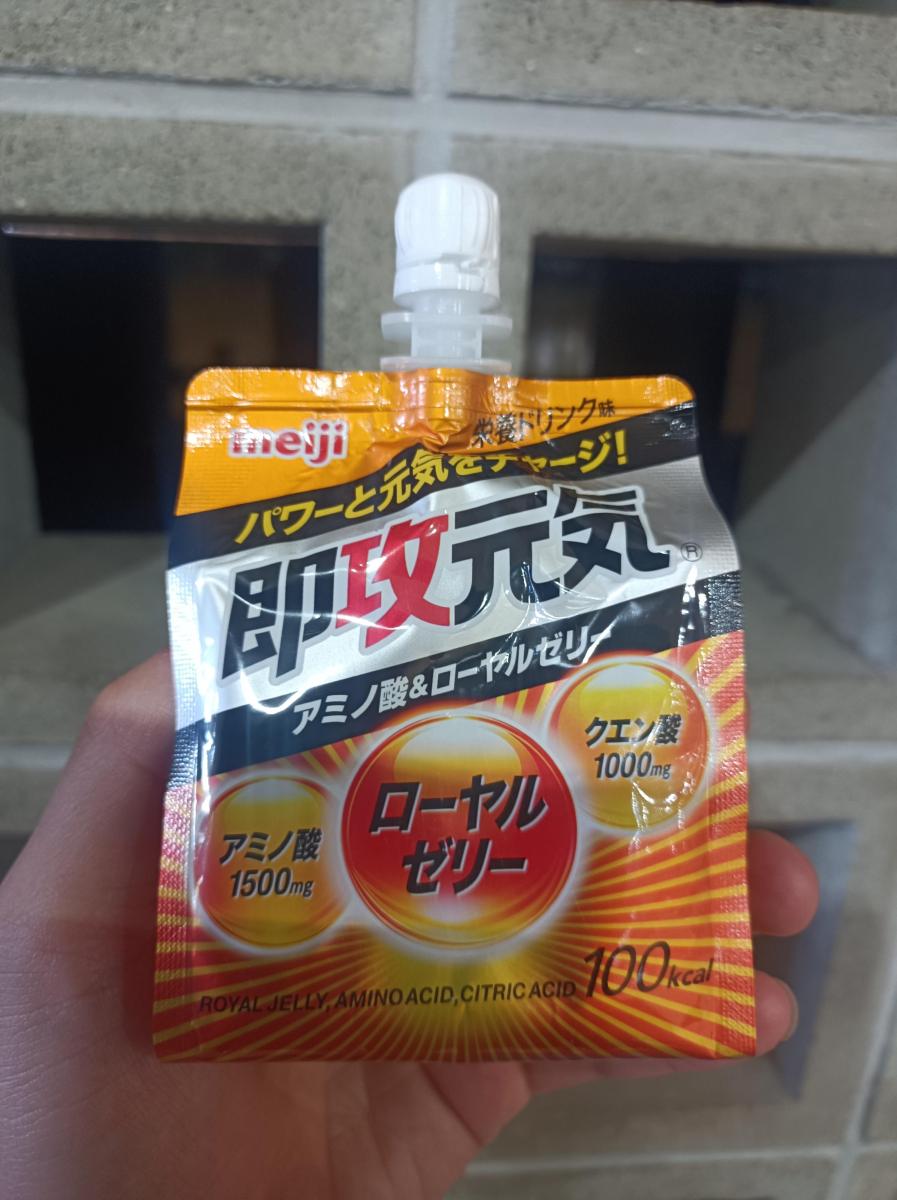 meiji
栄養ドリンク味
パワーと元気をチャージ!
即攻元気®
アミノ酸&ローヤルゼリー
クエン酸
1000mg
ローヤル
ゼリー
アミノ酸
1500mg
ROYAL JELLY, AMINO ACID, CITRIC ACID 100kcal